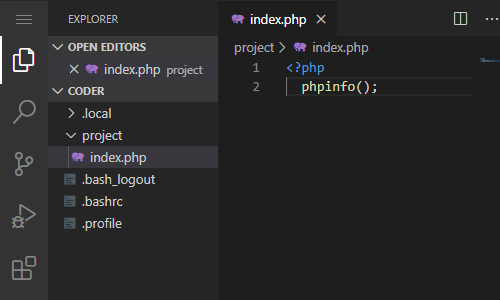 EXPLORER
OPEN EDITORS
index.php project
CODER
.local
project
index.php
.bash_logout
.bashrc
.profile
index.php
project > index.php
1 <?php
2 phpinfo();